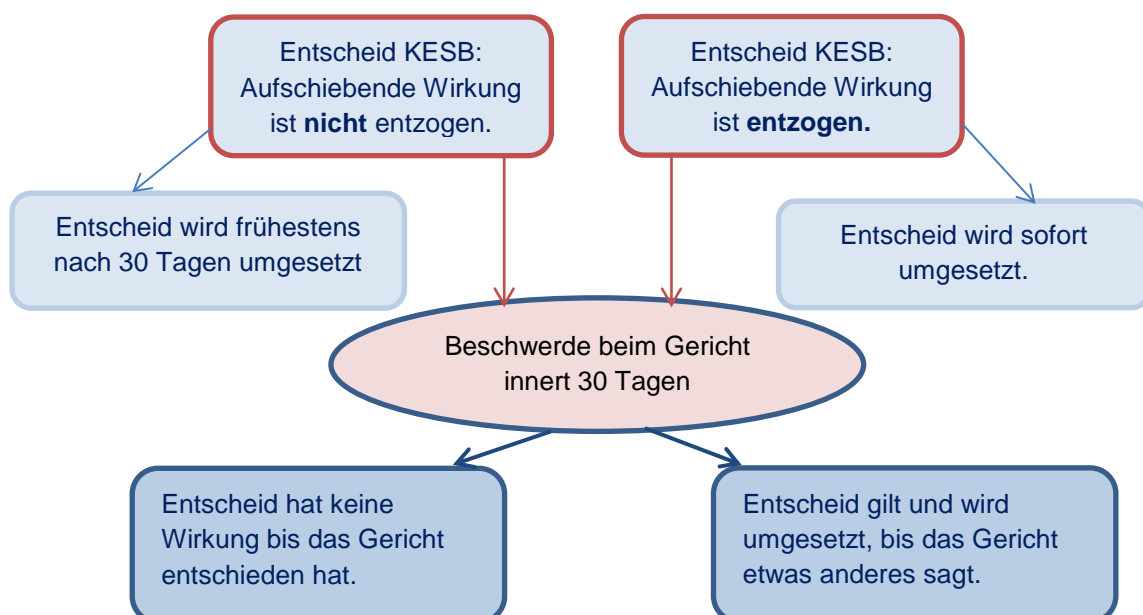 Entscheid KESB:
Aufschiebende Wirkung
ist nicht entzogen.
Entscheid KESB:
Aufschiebende Wirkung
ist entzogen.
Entscheid wird frühestens
nach 30 Tagen umgesetzt
Entscheid wird sofort
umgesetzt.
Beschwerde beim Gericht
innert 30 Tagen
Entscheid hat keine
Wirkung bis das Gericht
entschieden hat.
Entscheid gilt und wird
umgesetzt, bis das Gericht
etwas anderes sagt.